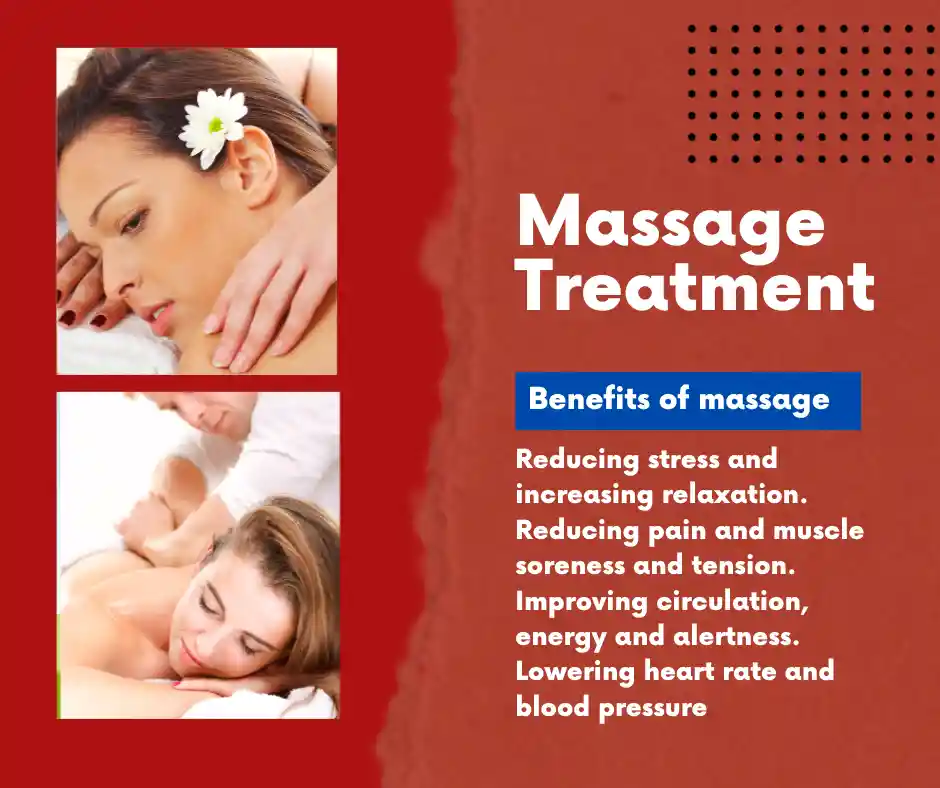 Massage
Treatment
Benefits of massage
Reducing stress and
increasing relaxation.
Reducing pain and muscle
soreness and tension.
Improving circulation,
energy and alertness.
Lowering heart rate and
blood pressure